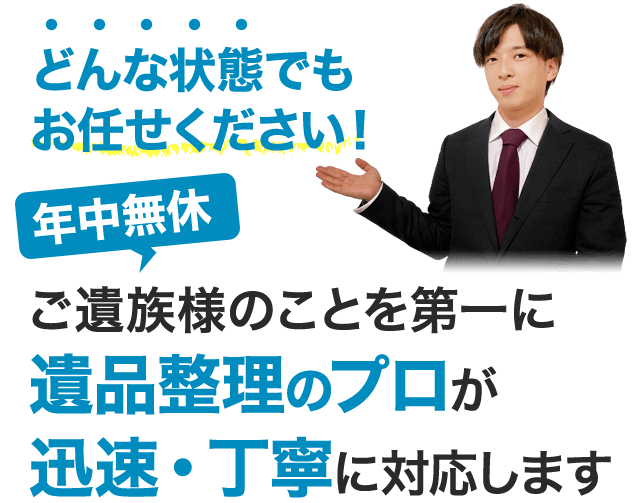 どんな状態でも
お任せください!
年中無休
ご遺族様のことを第一に
遺品整理のプロが
迅速・丁寧に対応します